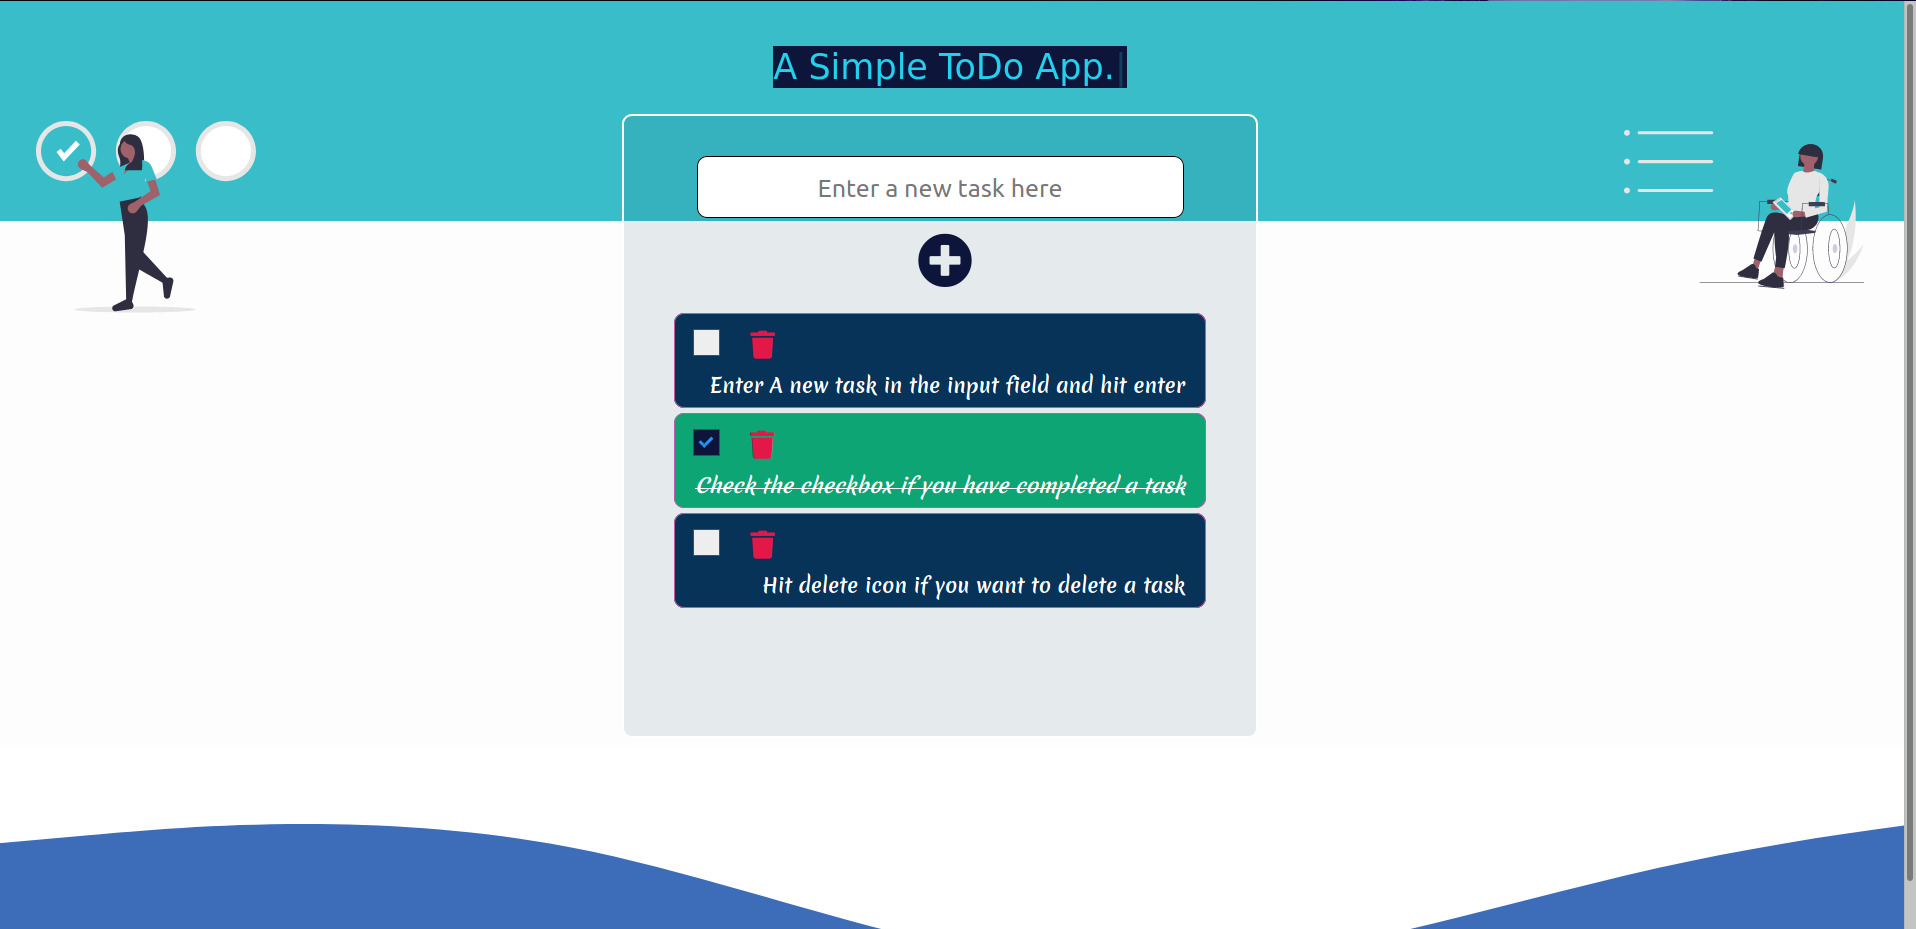 A Simple ToDo App.
Enter a new task here
Enter A new task in the input field and hit enter
Check the checkbox if you have completed a task
Hit delete icon if you want to delete a task